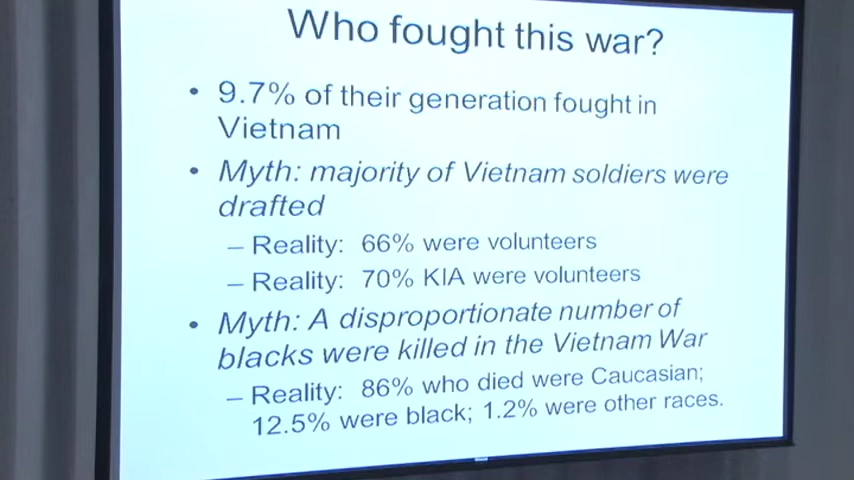 Who fought this war?
• 9.7% of their generation fought in
Vietnam
• Myth: majority of Vietnam soldiers were
drafted
– Reality: 66% were volunteers
– Reality: 70% KIA were volunteers
• Myth: A disproportionate number of
blacks were killed in the Vietnam War
– Reality: 86% who died were Caucasian;
12.5% were black; 1.2% were other races.